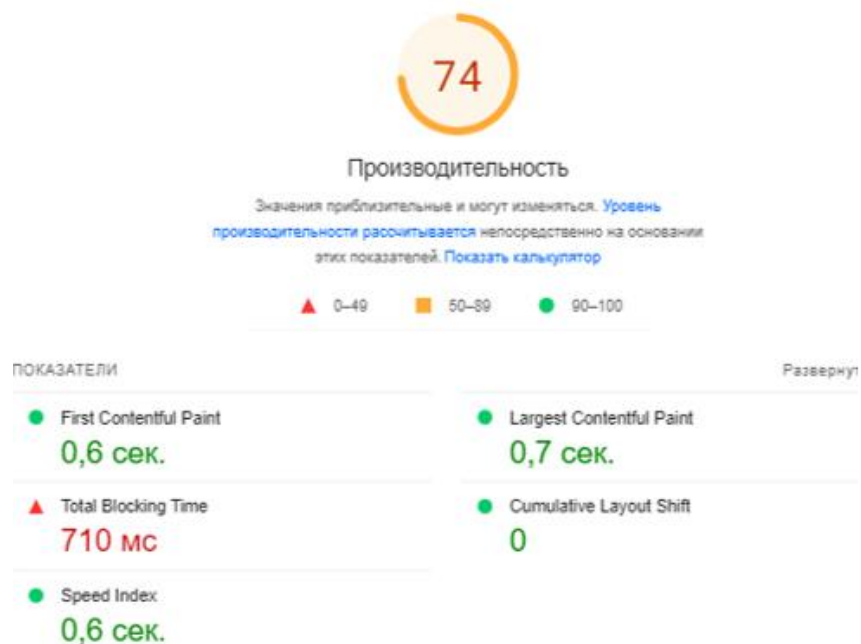 74
Производительность
Значения приблизительные и могут изменяться. Уровень
производительности рассчитывается непосредственно на основании
этих показателей. Показать калькулятор
0–49 50–89 90–100
ПОКАЗАТЕЛИ Развернут
First Contentful Paint
0,6 сек.
Largest Contentful Paint
0,7 сек.
Total Blocking Time
710 мс
Cumulative Layout Shift
0
Speed Index
0,6 сек.